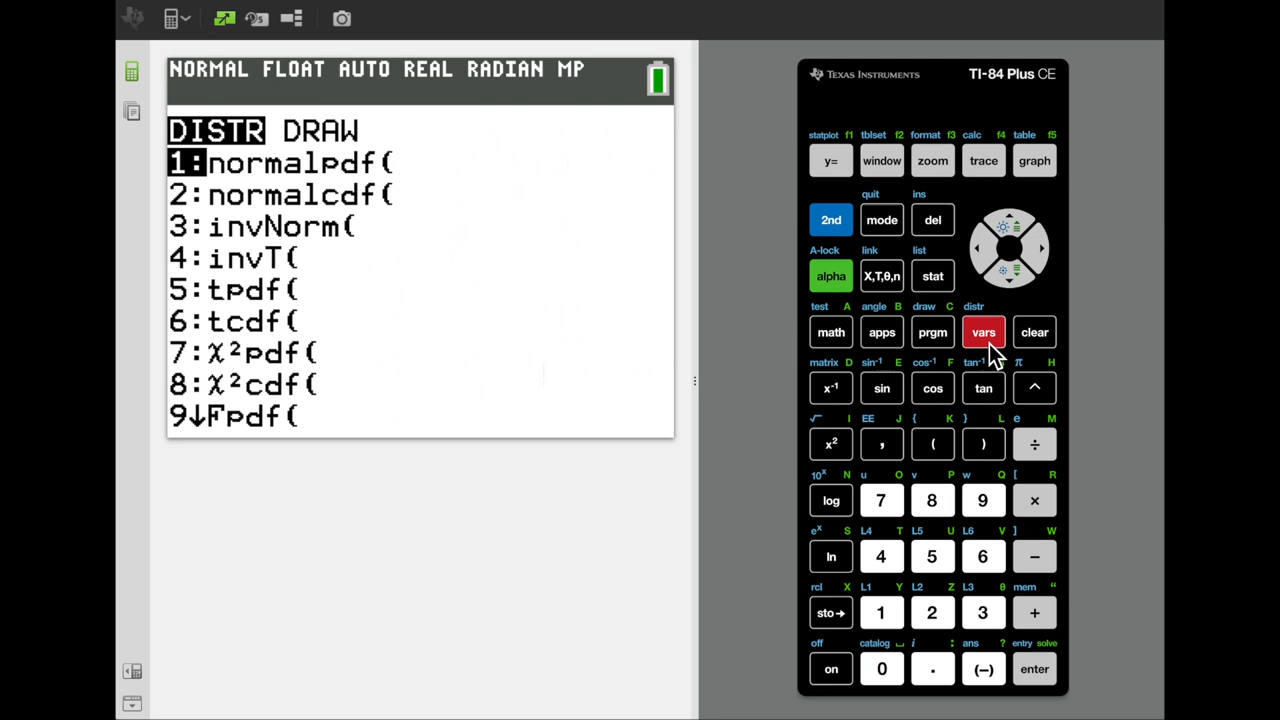 NORMAL FLOAT AUTO REAL RADIAN MP
DISTR DRAW
1:normalpdf(
2:normalcdf(
3:invNorm(
4:invT(
5:tpdf(
6:tcdf(
7:χ²pdf(
8:χ²cdf(
9↓Fpdf(
TEXAS INSTRUMENTS TI-84 Plus CE
statplot f1 tblset f2 format f3 calc f4 table f5
y= window zoom trace graph
quit ins
2nd mode del
A-lock link list
alpha X,T,θ,n stat
test A angle B draw C distr
math apps prgm vars clear
matrix D sin⁻¹ E cos⁻¹ F tan⁻¹ π H
x⁻¹ sin cos tan ^
√ I EE J { K } L e M
x² , ( ) ÷
10ˣ N u O v P w Q [ R
log 7 8 9 ×
eˣ S L4 T L5 U L6 V ] W
ln 4 5 6 −
rcl X L1 Y L2 Z L3 θ mem “
sto→ 1 2 3 +
off catalog ⎵ i : ans ? entry solve
on 0 . (−) enter